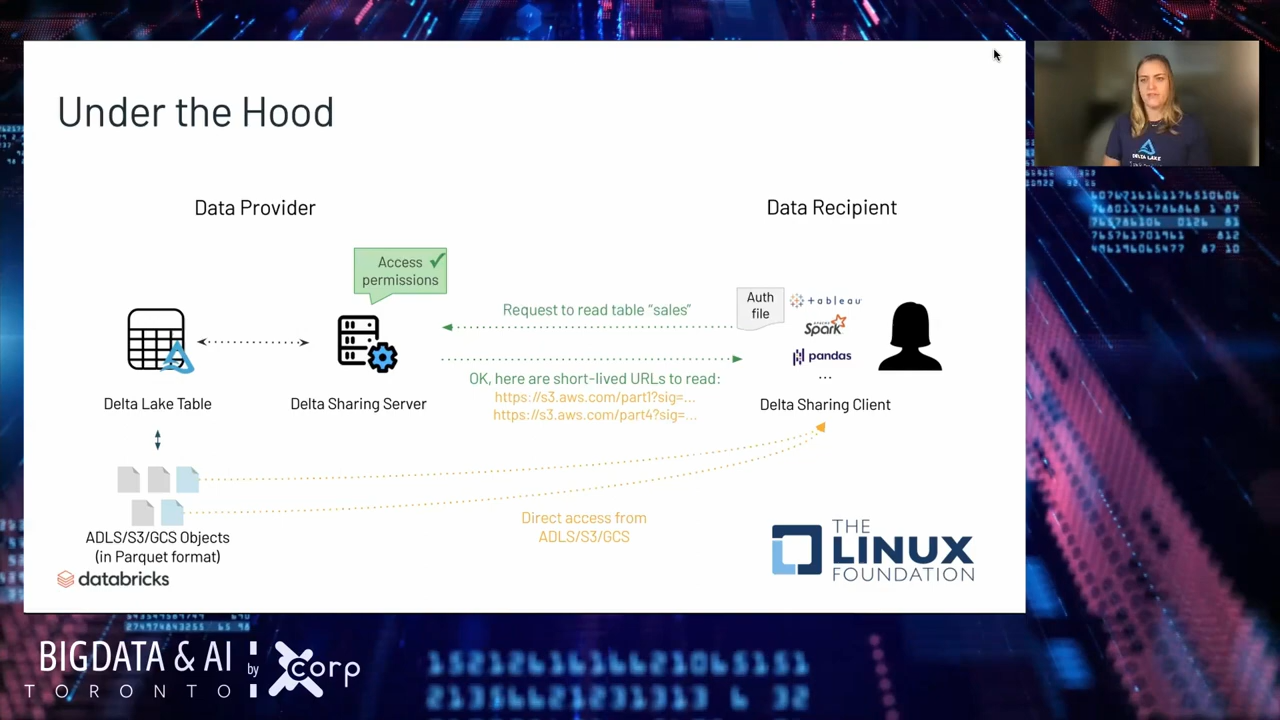 Under the Hood
Data Provider
Data Recipient
Access
permissions
Request to read table “sales”
Auth
file
+ a b l e a u
APACHE
Spark
pandas
...
OK, here are short-lived URLs to read:
https://s3.aws.com/part1?sig=...
https://s3.aws.com/part4?sig=...
Delta Lake Table
Delta Sharing Server
Delta Sharing Client
Direct access from
ADLS/S3/GCS
ADLS/S3/GCS Objects
(in Parquet format)
databricks
THE
LINUX
FOUNDATION
DELTA LAKE
BIGDATA & AI
TORONTO
by
corp